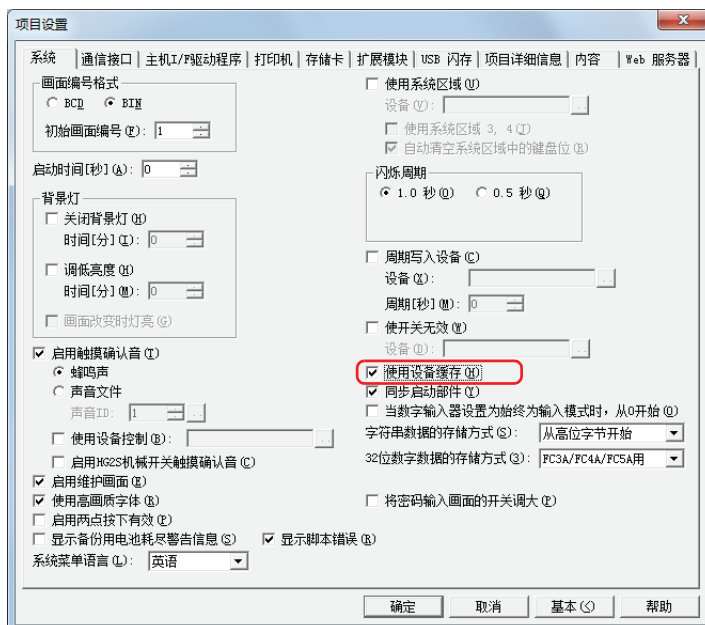 项目设置
系统 通信接口 主机I/F驱动程序 打印机 存储卡 扩展模块 USB 闪存 项目详细信息 内容 Web 服务器
画面编号格式
BCD BIN
初始画面编号(F): 1
启动时间[秒](A): 0
背景灯
关闭背景灯(H)
时间[分](I): 0
调低亮度(H)
时间[分](M): 0
画面改变时灯亮(G)
启用触摸确认音(T)
蜂鸣声
声音文件
声音ID: 1 ..
使用设备控制(B): ..
启用HG2S机械开关触摸确认音(C)
启用维护画面(E)
使用高画质字体(R)
启用两点按下有效(P)
显示备份用电池耗尽警告信息(S) 显示脚本错误(R)
系统菜单语言(L): 英语
使用系统区域(U)
设备(V): ..
使用系统区域 3, 4(J)
自动清空系统区域中的键盘位(R)
闪烁周期
1.0 秒(O) 0.5 秒(Q)
周期写入设备(C)
设备(X): ..
周期[秒](M): 0
使开关无效(W)
设备(D): ..
使用设备缓存(H)
同步启动部件(Y)
当数字输入器设置为始终为输入模式时，从0开始(O)
字符串数据的存储方式(S): 从高位字节开始
32位数字数据的存储方式(3): FC3A/FC4A/FC5A用
将密码输入画面的开关调大(P)
确定 取消 基本(<) 帮助